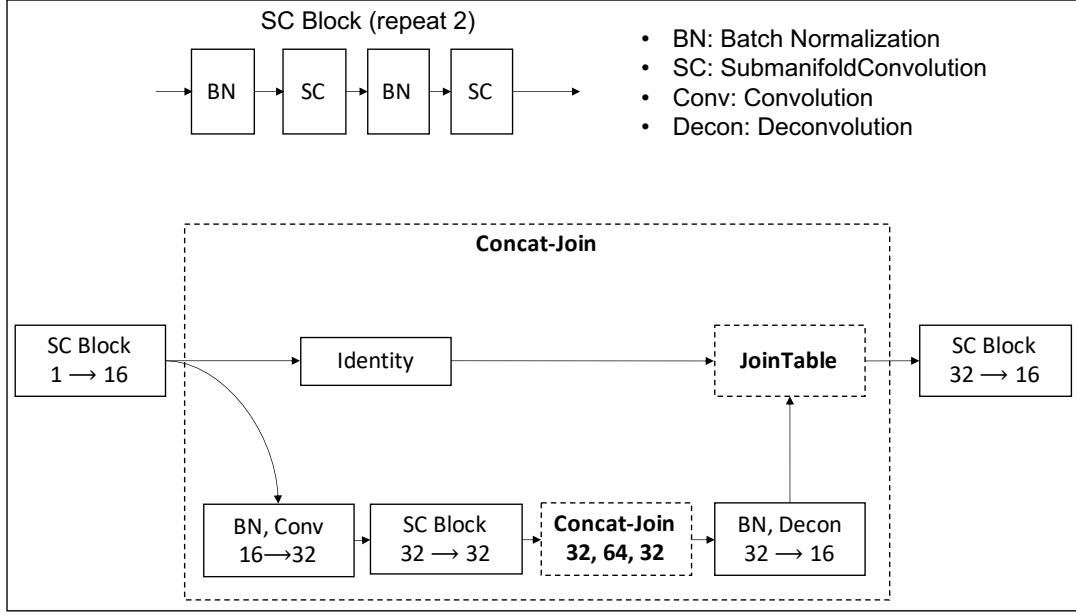 SC Block (repeat 2)
BN
SC
BN
SC
• BN: Batch Normalization
• SC: SubmanifoldConvolution
• Conv: Convolution
• Decon: Deconvolution
Concat-Join
SC Block
1 → 16
Identity
JoinTable
SC Block
32 → 16
BN, Conv
16→32
SC Block
32 → 32
Concat-Join
32, 64, 32
BN, Decon
32 → 16